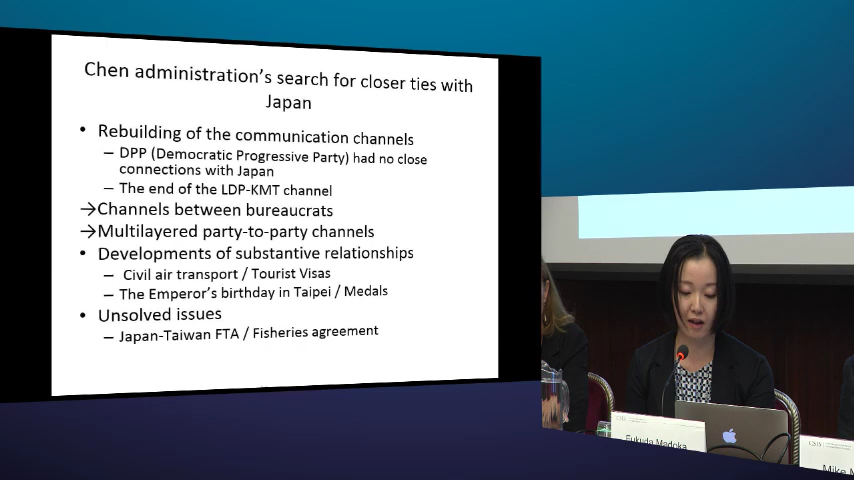 Chen administration's search for closer ties with
Japan
• Rebuilding of the communication channels
– DPP (Democratic Progressive Party) had no close
connections with Japan
– The end of the LDP-KMT channel
→Channels between bureaucrats
→Multilayered party-to-party channels
• Developments of substantive relationships
– Civil air transport / Tourist Visas
– The Emperor's birthday in Taipei / Medals
• Unsolved issues
– Japan-Taiwan FTA / Fisheries agreement
Fukuda Madoka
CSIS
Mike